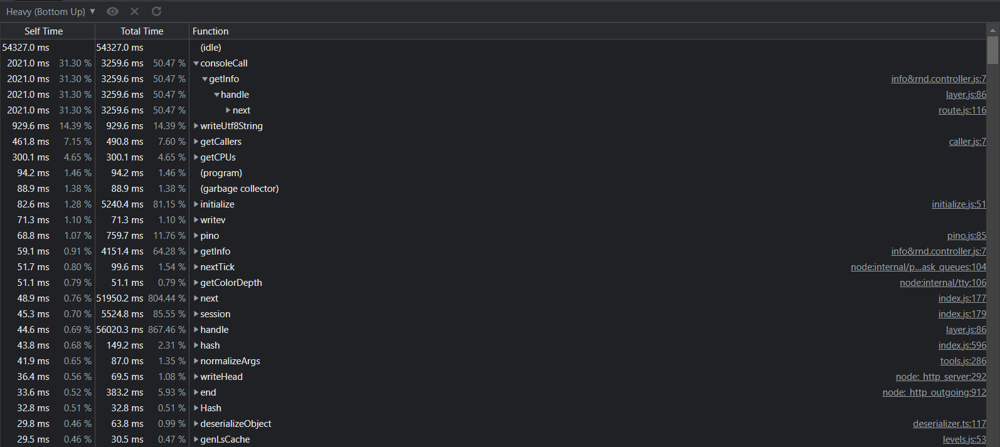 Heavy (Bottom Up) ▼
Self Time Total Time Function
54327.0 ms 54327.0 ms (idle)
2021.0 ms 31.30 % 3259.6 ms 50.47 % ▼consoleCall
2021.0 ms 31.30 % 3259.6 ms 50.47 % ▼getInfo info&rnd.controller.js:7
2021.0 ms 31.30 % 3259.6 ms 50.47 % ▼handle layer.js:86
2021.0 ms 31.30 % 3259.6 ms 50.47 % ▶next route.js:116
929.6 ms 14.39 % 929.6 ms 14.39 % ▶writeUtf8String
461.8 ms 7.15 % 490.8 ms 7.60 % ▶getCallers caller.js:7
300.1 ms 4.65 % 300.1 ms 4.65 % ▶getCPUs
94.2 ms 1.46 % 94.2 ms 1.46 % (program)
88.9 ms 1.38 % 88.9 ms 1.38 % (garbage collector)
82.6 ms 1.28 % 5240.4 ms 81.15 % ▶initialize initialize.js:51
71.3 ms 1.10 % 71.3 ms 1.10 % ▶writev
68.8 ms 1.07 % 759.7 ms 11.76 % ▶pino pino.js:85
59.1 ms 0.91 % 4151.4 ms 64.28 % ▶getInfo info&rnd.controller.js:7
51.7 ms 0.80 % 99.6 ms 1.54 % ▶nextTick node:internal/p...ask_queues:104
51.1 ms 0.79 % 51.1 ms 0.79 % ▶getColorDepth node:internal/tty:106
48.9 ms 0.76 % 51950.2 ms 804.44 % ▶next index.js:177
45.3 ms 0.70 % 5524.8 ms 85.55 % ▶session index.js:179
44.6 ms 0.69 % 56020.3 ms 867.46 % ▶handle layer.js:86
43.8 ms 0.68 % 149.2 ms 2.31 % ▶hash index.js:596
41.9 ms 0.65 % 87.0 ms 1.35 % ▶normalizeArgs tools.js:286
36.4 ms 0.56 % 69.5 ms 1.08 % ▶writeHead node:_http_server:292
33.6 ms 0.52 % 383.2 ms 5.93 % ▶end node:_http_outgoing:912
32.8 ms 0.51 % 32.8 ms 0.51 % ▶Hash
29.8 ms 0.46 % 63.8 ms 0.99 % ▶deserializeObject deserializer.ts:117
29.5 ms 0.46 % 30.5 ms 0.47 % ▶genLsCache levels.js:53